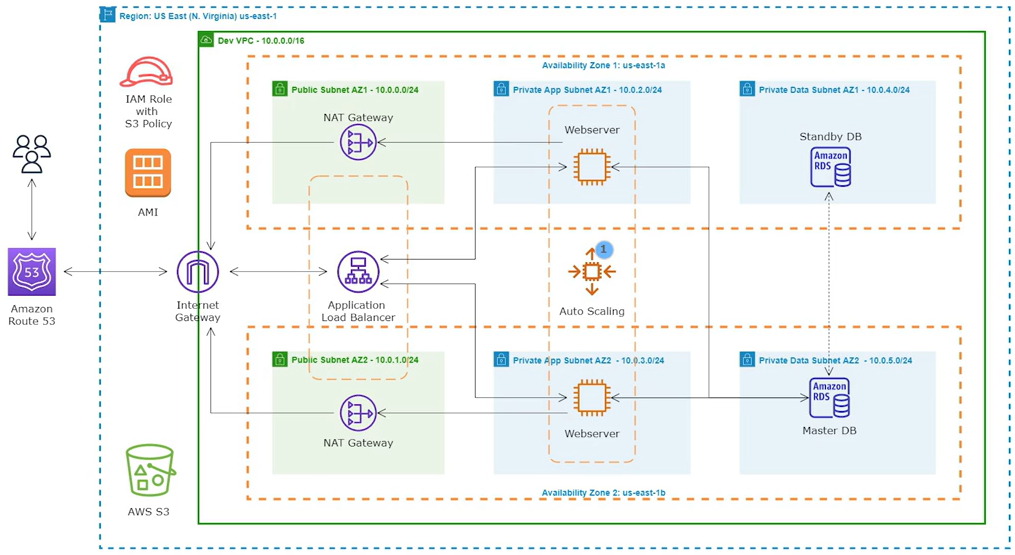 Region: US East (N. Virginia) us-east-1
Dev VPC - 10.0.0.0/16
Availability Zone 1: us-east-1a
Public Subnet AZ1 - 10.0.0.0/24
Private App Subnet AZ1 - 10.0.2.0/24
Private Data Subnet AZ1 - 10.0.4.0/24
IAM Role
with
S3 Policy
NAT Gateway
Webserver
Standby DB
Amazon
RDS
AMI
53
Amazon
Route 53
Internet
Gateway
Application
Load Balancer
1
Auto Scaling
Public Subnet AZ2 - 10.0.1.0/24
Private App Subnet AZ2 - 10.0.3.0/24
Private Data Subnet AZ2 - 10.0.5.0/24
Amazon
RDS
NAT Gateway
Webserver
Master DB
Availability Zone 2: us-east-1b
AWS S3